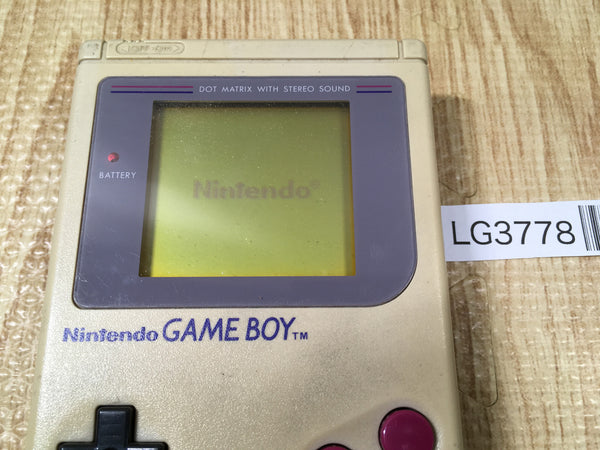 DOT MATRIX WITH STEREO SOUND
BATTERY
Nintendo®
LG3778
Nintendo GAME BOY TM